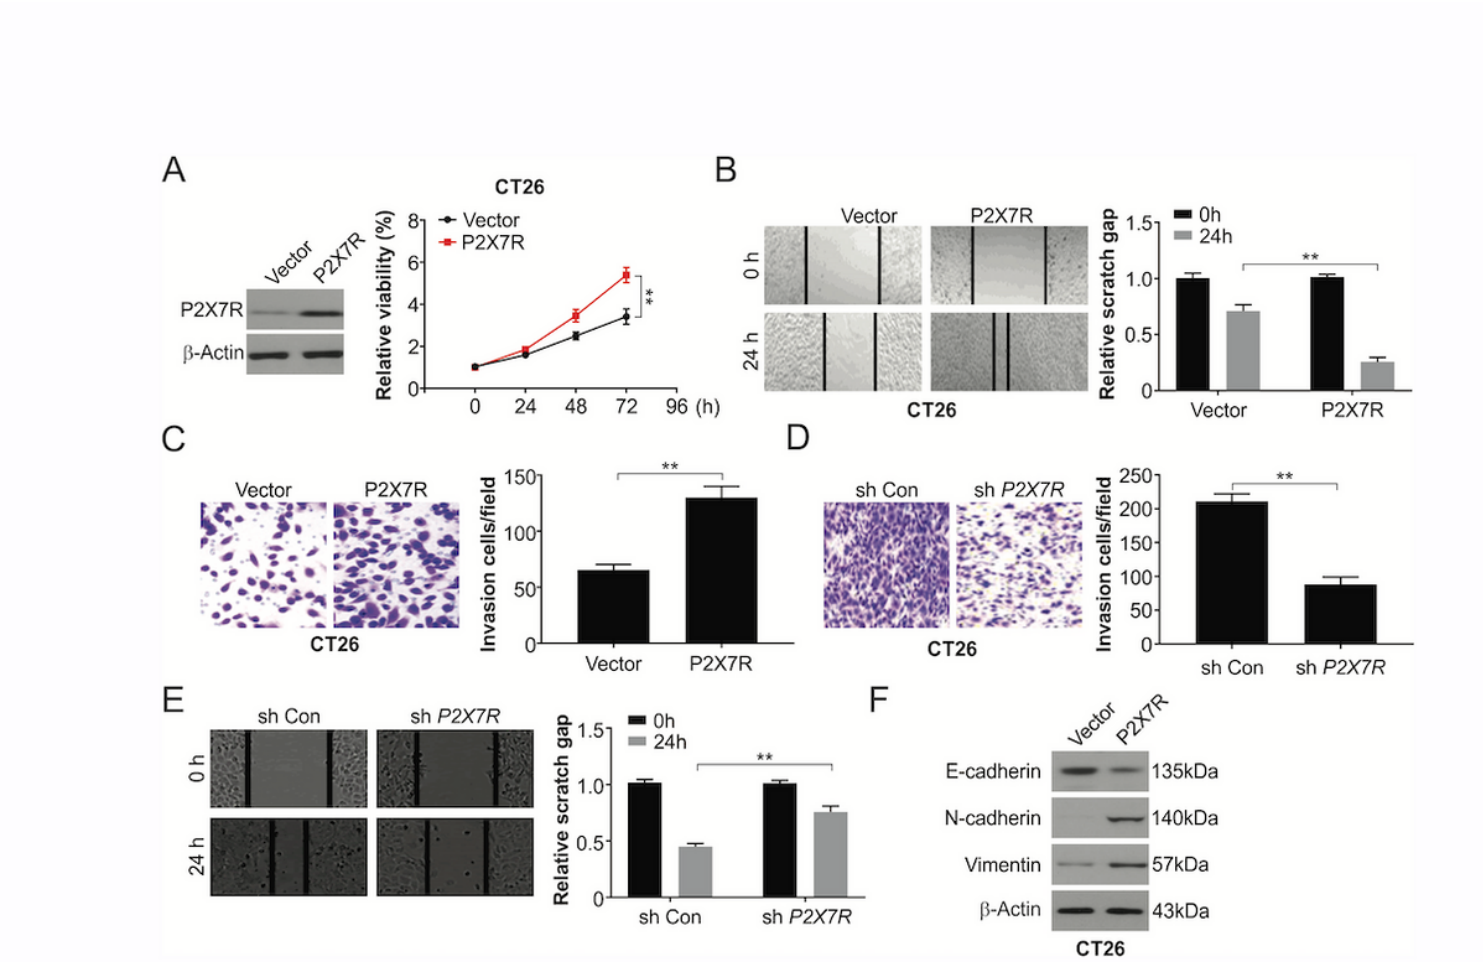 A
CT26
Vector
P2X7R
P2X7R
β-Actin
Relative viability (%)
8
6
4
2
0
Vector
P2X7R
**
0 24 48 72 96 (h)
B
Vector P2X7R
0 h
24 h
CT26
Relative scratch gap
1.5
1.0
0.5
0
0h
24h
**
Vector P2X7R
C
Vector P2X7R
CT26
Invasion cells/field
150
100
50
0
**
Vector P2X7R
D
sh Con sh P2X7R
CT26
Invasion cells/field
250
200
150
100
50
0
**
sh Con sh P2X7R
E
sh Con sh P2X7R
0 h
24 h
Relative scratch gap
1.5
1.0
0.5
0
0h
24h
**
sh Con sh P2X7R
F
Vector P2X7R
E-cadherin 135kDa
N-cadherin 140kDa
Vimentin 57kDa
β-Actin 43kDa
CT26